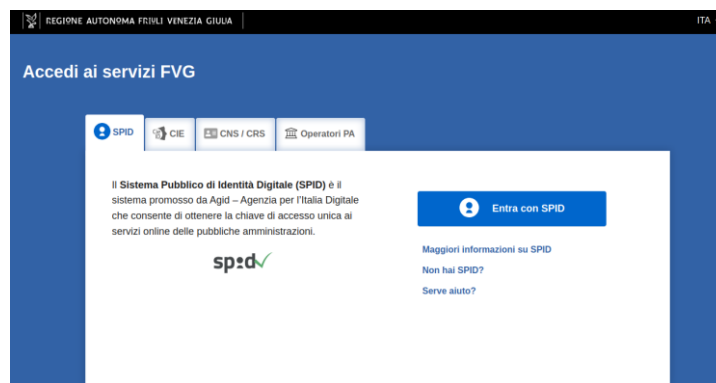 REGIONE AUTONOMA FRIULI VENEZIA GIULIA
ITA
Accedi ai servizi FVG
SPID
CIE
CNS / CRS
Operatori PA
Il Sistema Pubblico di Identità Digitale (SPID) è il
sistema promosso da Agid – Agenzia per l'Italia Digitale
che consente di ottenere la chiave di accesso unica ai
servizi online delle pubbliche amministrazioni.
spid
Entra con SPID
Maggiori informazioni su SPID
Non hai SPID?
Serve aiuto?